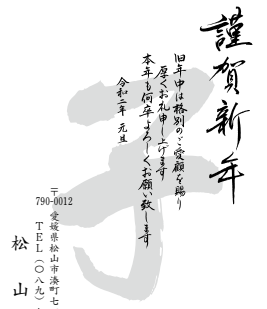 謹賀新年
旧年中は格別のご愛顧を賜り
厚くお礼申し上げます
本年も何卒よろしくお願い致します
令和二年 元旦
子
〒790-0012
愛媛県松山市湊町七
TEL(〇八九)
松山